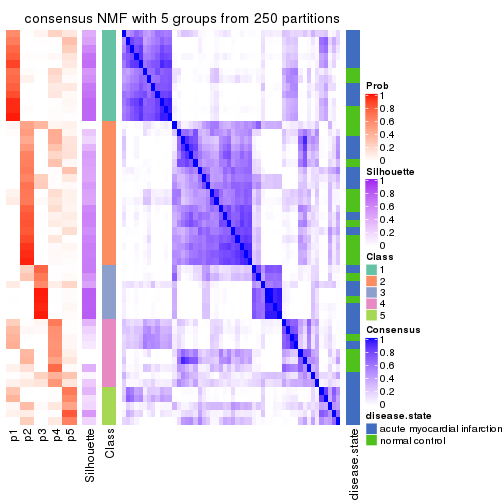 consensus NMF with 5 groups from 250 partitions
Prob
1
0.8
0.6
0.4
0.2
0
Silhouette
1
0.8
0.6
0.4
0.2
0
Class
1
2
3
4
5
Consensus
1
0.8
0.6
0.4
0.2
0
disease.state
acute myocardial infarction
normal control
p1
p2
p3
p4
p5
Silhouette
Class
disease.state